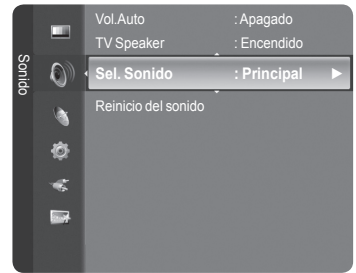 Sonido
Vol.Auto : Apagado
TV Speaker : Encendido
Sel. Sonido : Principal
Reinicio del sonido